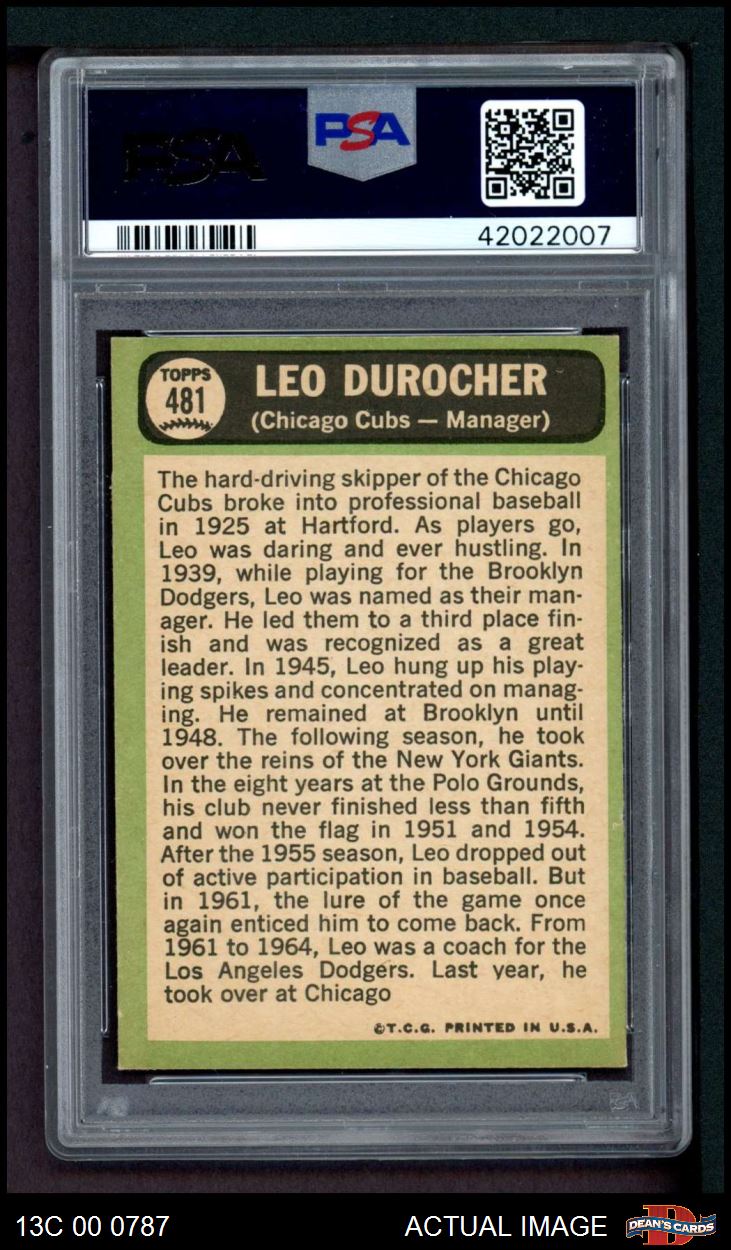 PSA
PSA
42022007
TOPPS
481
LEO DUROCHER
(Chicago Cubs — Manager)
The hard-driving skipper of the Chicago
Cubs broke into professional baseball
in 1925 at Hartford. As players go,
Leo was daring and ever hustling. In
1939, while playing for the Brooklyn
Dodgers, Leo was named as their man-
ager. He led them to a third place fin-
ish and was recognized as a great
leader. In 1945, Leo hung up his play-
ing spikes and concentrated on manag-
ing. He remained at Brooklyn until
1948. The following season, he took
over the reins of the New York Giants.
In the eight years at the Polo Grounds,
his club never finished less than fifth
and won the flag in 1951 and 1954.
After the 1955 season, Leo dropped out
of active participation in baseball. But
in 1961, the lure of the game once
again enticed him to come back. From
1961 to 1964, Leo was a coach for the
Los Angeles Dodgers. Last year, he
took over at Chicago
©T.C.G. PRINTED IN U.S.A.
PSA
13C 00 0787
ACTUAL IMAGE
DEAN'S CARDS